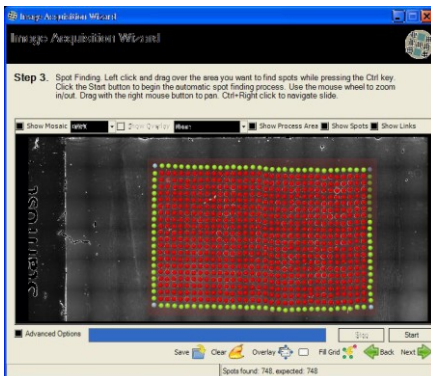 Image Acquisition Wizard
Image Acquisition Wizard
Step 3. Spot Finding. Left click and drag over the area you want to find spots while pressing the Ctrl key.
Click the Start button to begin the automatic spot finding process. Use the mouse wheel to zoom
in/out. Drag with the right mouse button to pan. Ctrl+Right click to navigate slide.
Show Mosaic Show Overlay Show Process Area Show Spots Show Links
Advanced Options Stop Start
Save Clear Overlay Fill Grid Back Next
Spots found: 748, expected: 748